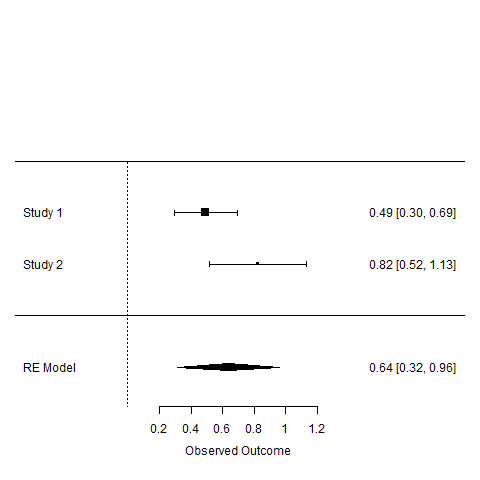 Study 1 0.49 [0.30, 0.69]
Study 2 0.82 [0.52, 1.13]
RE Model 0.64 [0.32, 0.96]
0.2 0.4 0.6 0.8 1 1.2
Observed Outcome